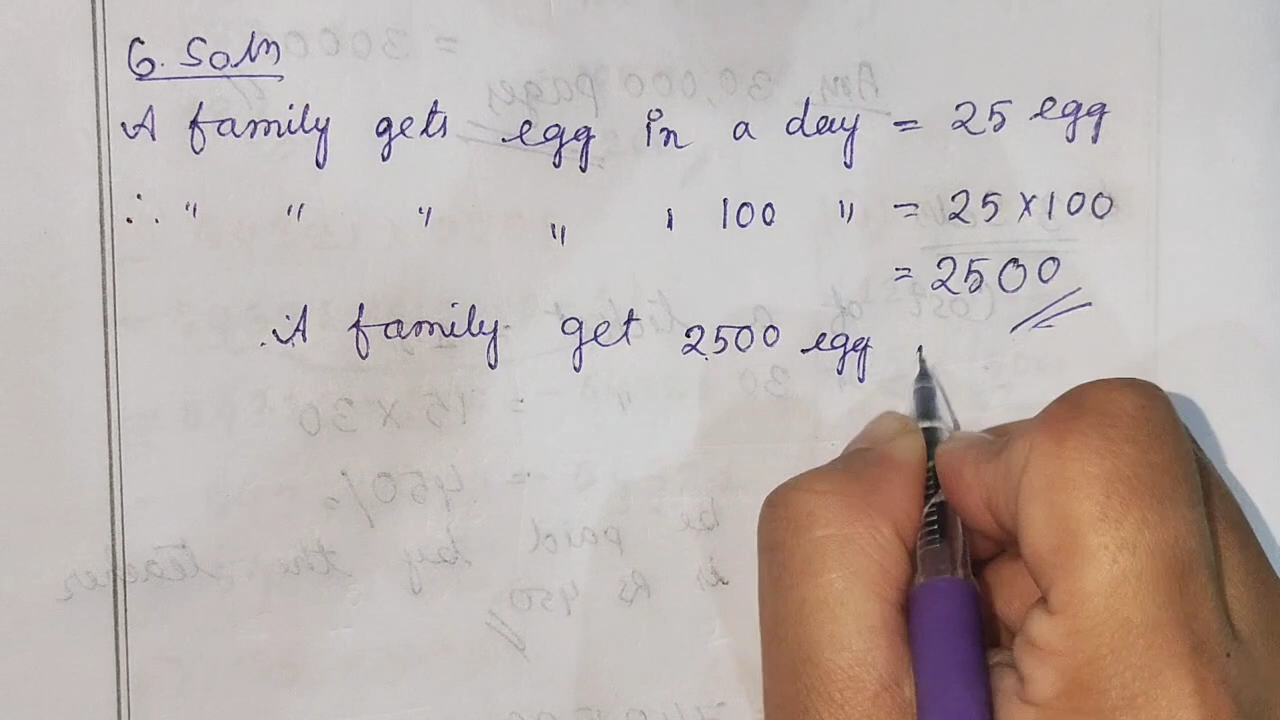 6. Soln
A family gets egg in a day = 25 egg
∴ " " " " " 100 " = 25 × 100
= 2500
A family get 2500 egg